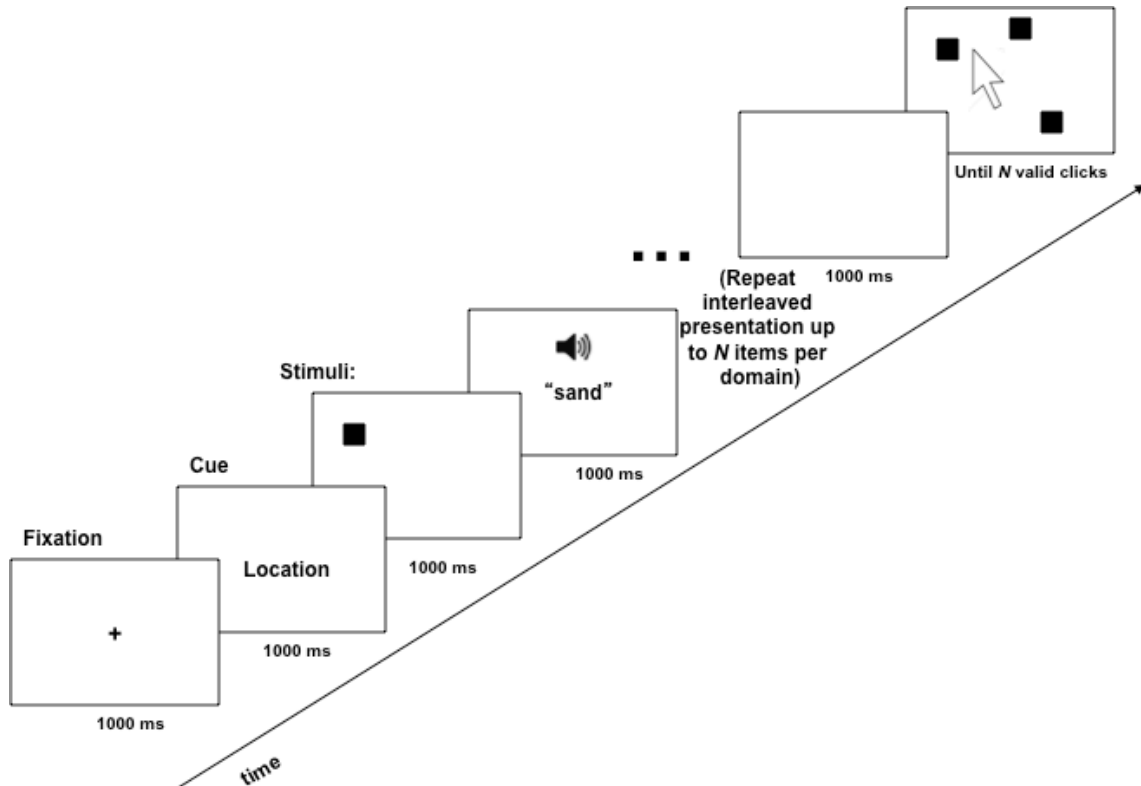 Fixation
+
1000 ms
Cue
Location
1000 ms
Stimuli:
1000 ms
“sand”
1000 ms
...
(Repeat
interleaved
presentation up
to N items per
domain)
1000 ms
Until N valid clicks
time